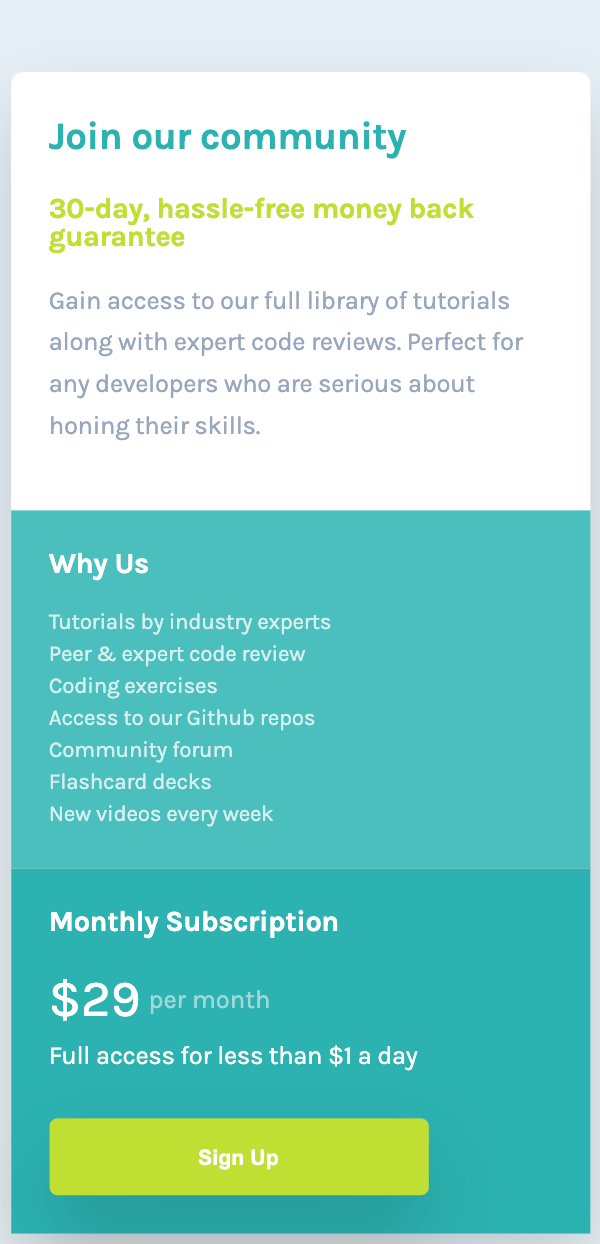 Join our community
30-day, hassle-free money back
guarantee
Gain access to our full library of tutorials
along with expert code reviews. Perfect for
any developers who are serious about
honing their skills.
Why Us
Tutorials by industry experts
Peer & expert code review
Coding exercises
Access to our Github repos
Community forum
Flashcard decks
New videos every week
Monthly Subscription
$29 per month
Full access for less than $1 a day
Sign Up